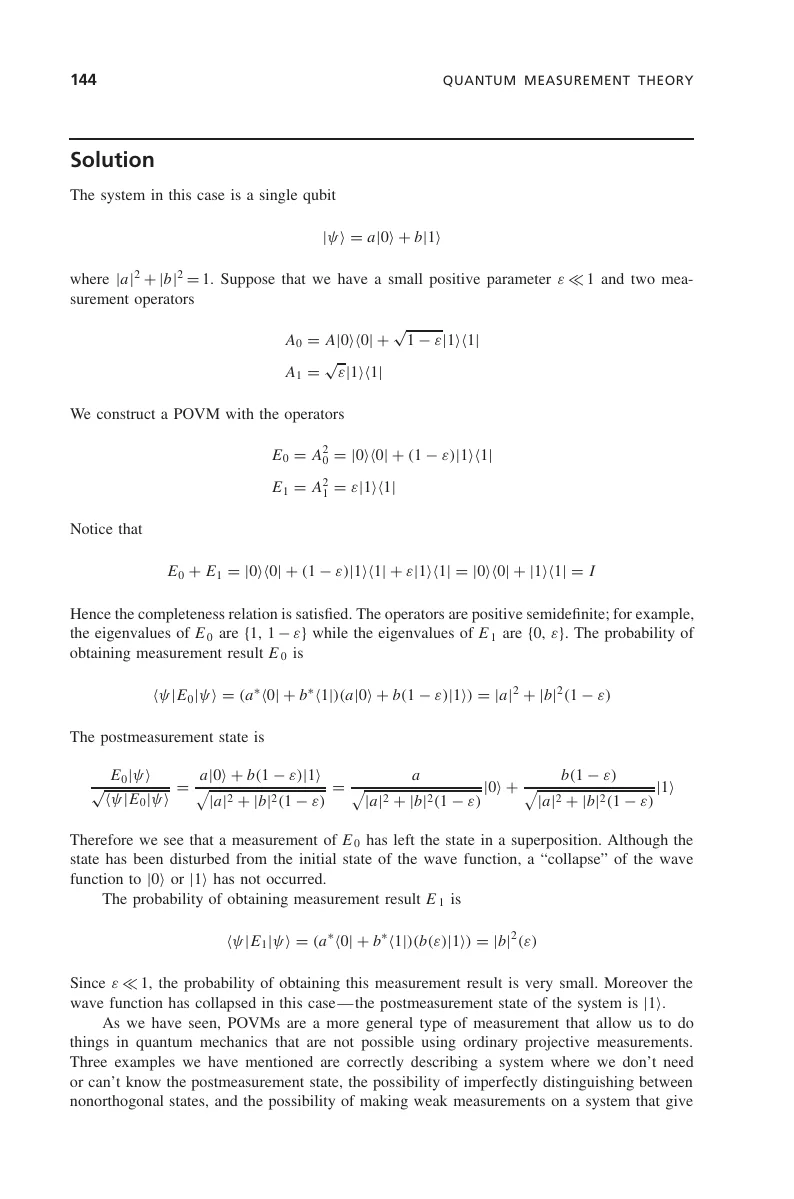 144 QUANTUM MEASUREMENT THEORY
Solution
The system in this case is a single qubit
|ψ⟩ = a|0⟩ + b|1⟩
where |a|² + |b|² = 1. Suppose that we have a small positive parameter ε ≪ 1 and two mea-
surement operators
A₀ = A|0⟩⟨0| + √(1 − ε)|1⟩⟨1|
A₁ = √ε|1⟩⟨1|
We construct a POVM with the operators
E₀ = A₀² = |0⟩⟨0| + (1 − ε)|1⟩⟨1|
E₁ = A₁² = ε|1⟩⟨1|
Notice that
E₀ + E₁ = |0⟩⟨0| + (1 − ε)|1⟩⟨1| + ε|1⟩⟨1| = |0⟩⟨0| + |1⟩⟨1| = I
Hence the completeness relation is satisfied. The operators are positive semidefinite; for example,
the eigenvalues of E₀ are {1, 1 − ε} while the eigenvalues of E₁ are {0, ε}. The probability of
obtaining measurement result E₀ is
⟨ψ|E₀|ψ⟩ = (a*⟨0| + b*⟨1|)(a|0⟩ + b(1 − ε)|1⟩) = |a|² + |b|²(1 − ε)
The postmeasurement state is
E₀|ψ⟩/√⟨ψ|E₀|ψ⟩ = (a|0⟩ + b(1 − ε)|1⟩)/√(|a|² + |b|²(1 − ε)) = a/√(|a|² + |b|²(1 − ε))|0⟩ + b(1 − ε)/√(|a|² + |b|²(1 − ε))|1⟩
Therefore we see that a measurement of E₀ has left the state in a superposition. Although the
state has been disturbed from the initial state of the wave function, a “collapse” of the wave
function to |0⟩ or |1⟩ has not occurred.
The probability of obtaining measurement result E₁ is
⟨ψ|E₁|ψ⟩ = (a*⟨0| + b*⟨1|)(b(ε)|1⟩) = |b|²(ε)
Since ε ≪ 1, the probability of obtaining this measurement result is very small. Moreover the
wave function has collapsed in this case—the postmeasurement state of the system is |1⟩.
As we have seen, POVMs are a more general type of measurement that allow us to do
things in quantum mechanics that are not possible using ordinary projective measurements.
Three examples we have mentioned are correctly describing a system where we don’t need
or can’t know the postmeasurement state, the possibility of imperfectly distinguishing between
nonorthogonal states, and the possibility of making weak measurements on a system that give